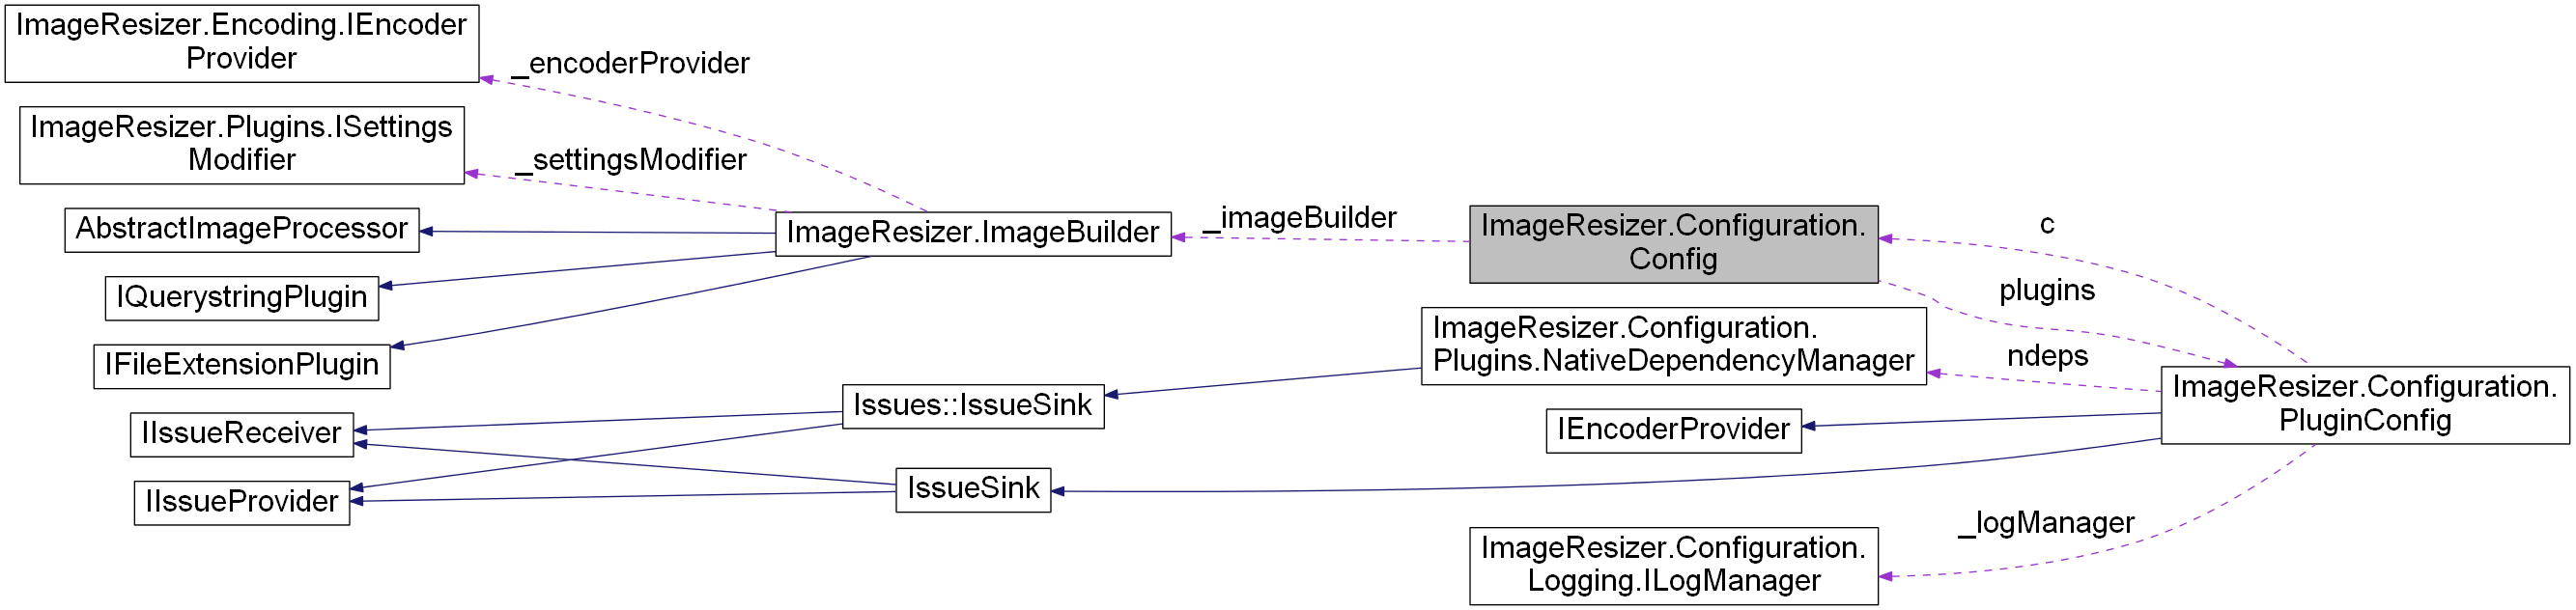 ImageResizer.Encoding.IEncoder
Provider
_encoderProvider
ImageResizer.Plugins.ISettings
Modifier
_settingsModifier
AbstractImageProcessor
ImageResizer.ImageBuilder
_imageBuilder
ImageResizer.Configuration.
Config
c
IQuerystringPlugin
plugins
IFileExtensionPlugin
ImageResizer.Configuration.
Plugins.NativeDependencyManager
ndeps
ImageResizer.Configuration.
PluginConfig
Issues::IssueSink
IIssueReceiver
IEncoderProvider
IIssueProvider
IssueSink
_logManager
ImageResizer.Configuration.
Logging.ILogManager